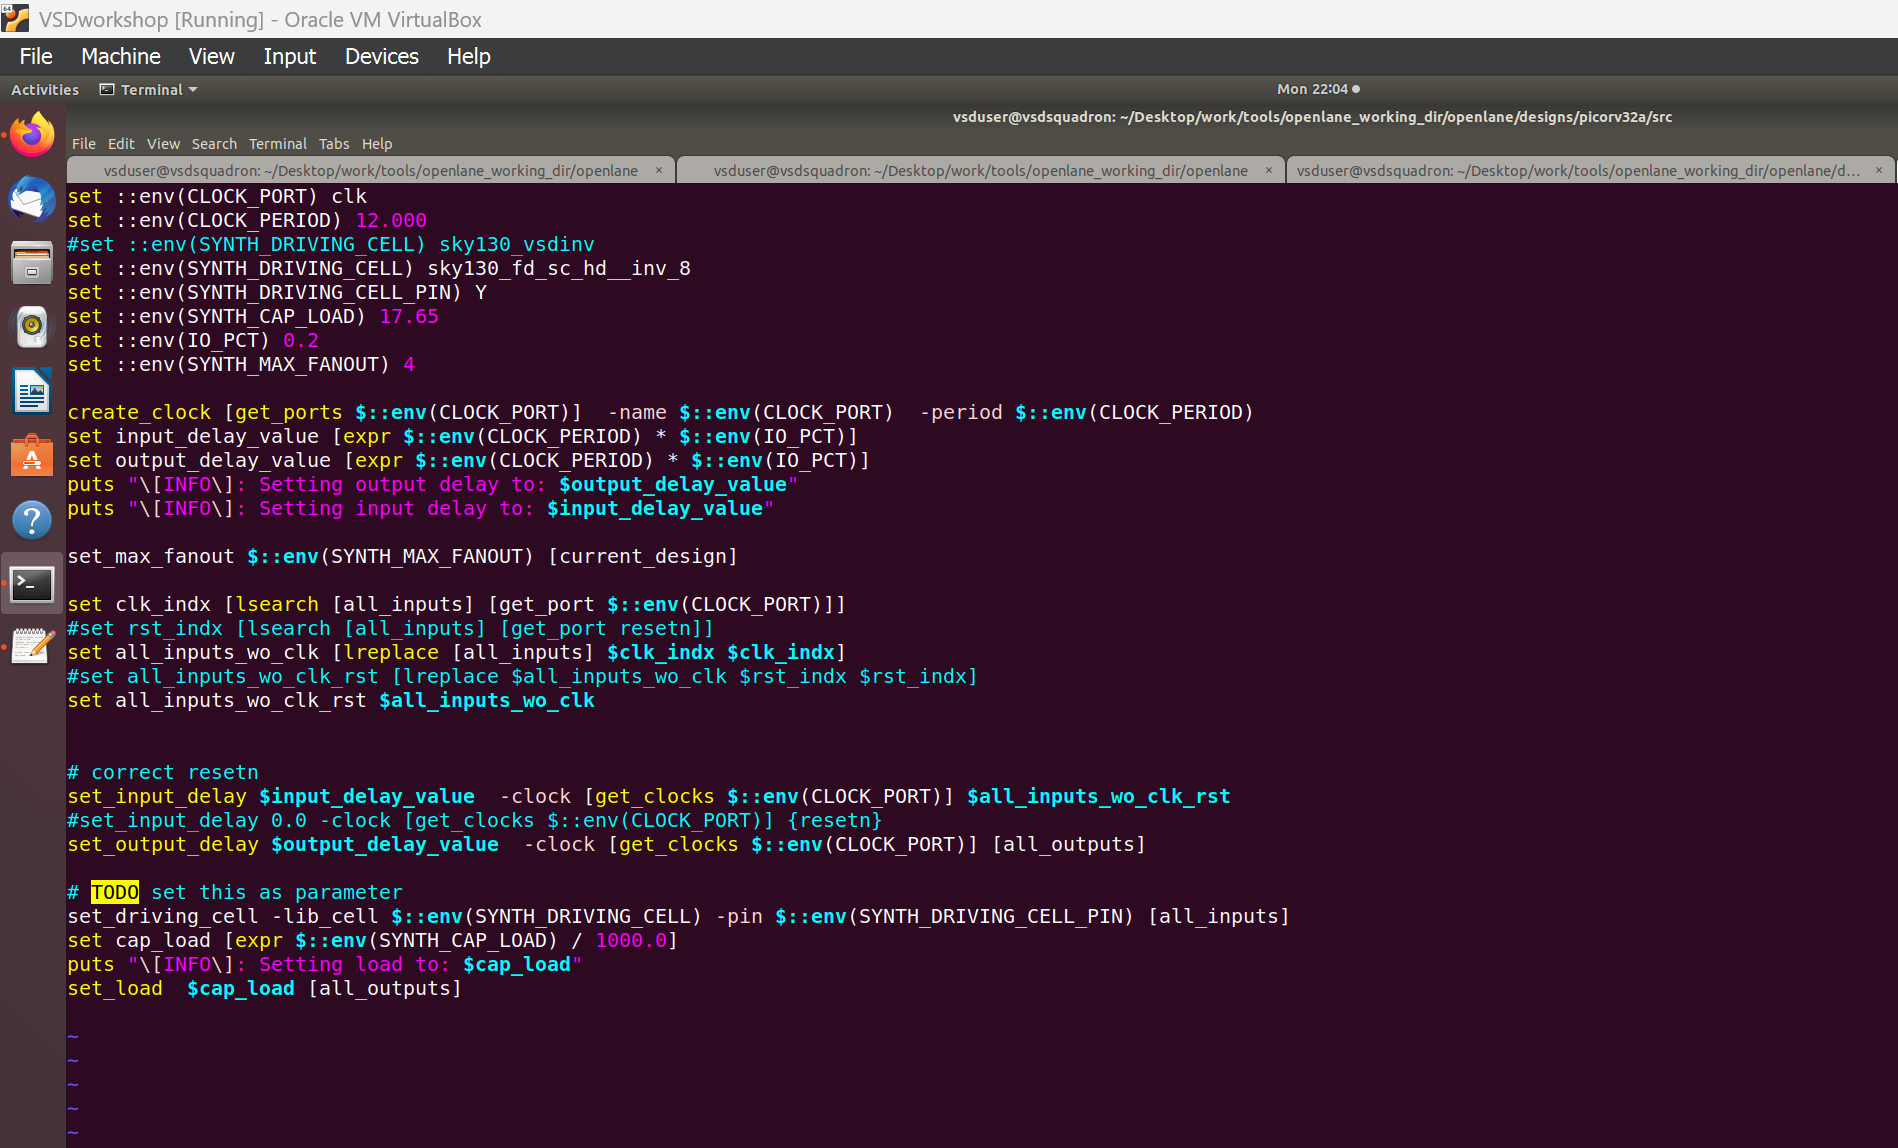 VSDworkshop [Running] - Oracle VM VirtualBox
File Machine View Input Devices Help
Activities Terminal Mon 22:04
vsduser@vsdsquadron: ~/Desktop/work/tools/openlane_working_dir/openlane/designs/picorv32a/src
File Edit View Search Terminal Tabs Help
vsduser@vsdsquadron: ~/Desktop/work/tools/openlane_working_dir/openlane × vsduser@vsdsquadron: ~/Desktop/work/tools/openlane_working_dir/openlane × vsduser@vsdsquadron: ~/Desktop/work/tools/openlane_working_dir/openlane/d... ×
set ::env(CLOCK_PORT) clk
set ::env(CLOCK_PERIOD) 12.000
#set ::env(SYNTH_DRIVING_CELL) sky130_vsdinv
set ::env(SYNTH_DRIVING_CELL) sky130_fd_sc_hd__inv_8
set ::env(SYNTH_DRIVING_CELL_PIN) Y
set ::env(SYNTH_CAP_LOAD) 17.65
set ::env(IO_PCT) 0.2
set ::env(SYNTH_MAX_FANOUT) 4
create_clock [get_ports $::env(CLOCK_PORT)]  -name $::env(CLOCK_PORT)  -period $::env(CLOCK_PERIOD)
set input_delay_value [expr $::env(CLOCK_PERIOD) * $::env(IO_PCT)]
set output_delay_value [expr $::env(CLOCK_PERIOD) * $::env(IO_PCT)]
puts "\[INFO\]: Setting output delay to: $output_delay_value"
puts "\[INFO\]: Setting input delay to: $input_delay_value"
set_max_fanout $::env(SYNTH_MAX_FANOUT) [current_design]
set clk_indx [lsearch [all_inputs] [get_port $::env(CLOCK_PORT)]]
#set rst_indx [lsearch [all_inputs] [get_port resetn]]
set all_inputs_wo_clk [lreplace [all_inputs] $clk_indx $clk_indx]
#set all_inputs_wo_clk_rst [lreplace $all_inputs_wo_clk $rst_indx $rst_indx]
set all_inputs_wo_clk_rst $all_inputs_wo_clk
# correct resetn
set_input_delay $input_delay_value  -clock [get_clocks $::env(CLOCK_PORT)] $all_inputs_wo_clk_rst
#set_input_delay 0.0 -clock [get_clocks $::env(CLOCK_PORT)] {resetn}
set_output_delay $output_delay_value  -clock [get_clocks $::env(CLOCK_PORT)] [all_outputs]
# TODO set this as parameter
set_driving_cell -lib_cell $::env(SYNTH_DRIVING_CELL) -pin $::env(SYNTH_DRIVING_CELL_PIN) [all_inputs]
set cap_load [expr $::env(SYNTH_CAP_LOAD) / 1000.0]
puts "\[INFO\]: Setting load to: $cap_load"
set_load  $cap_load [all_outputs]
~
~
~
~
~